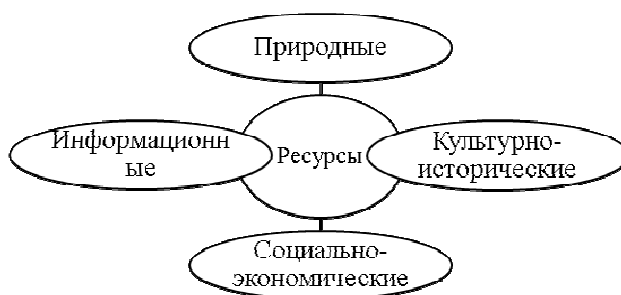 Природные
Информационн
ые
Ресурсы
Культурно-
исторические
Социально-
экономические